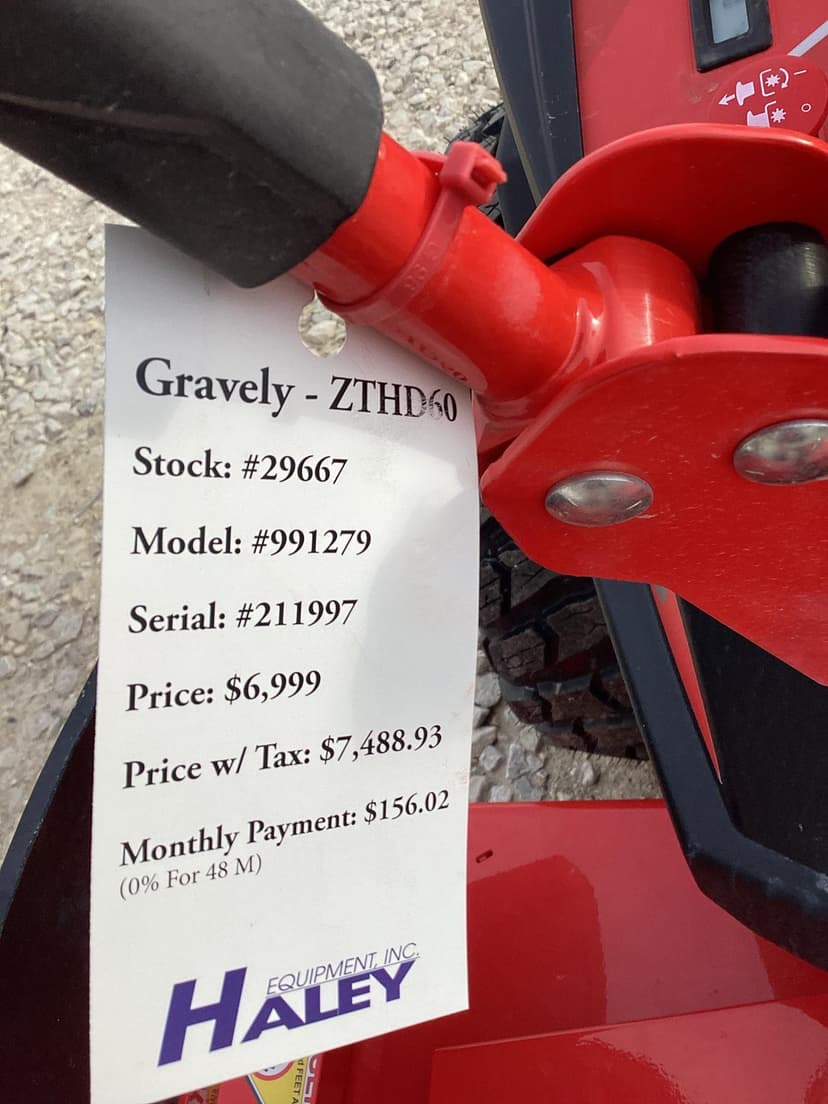 Gravely - ZTHD60
Stock: #29667
Model: #991279
Serial: #211997
Price: $6,999
Price w/ Tax: $7,488.93
Monthly Payment: $156.02
(0% For 48 M)
EQUIPMENT, INC.
HALEY